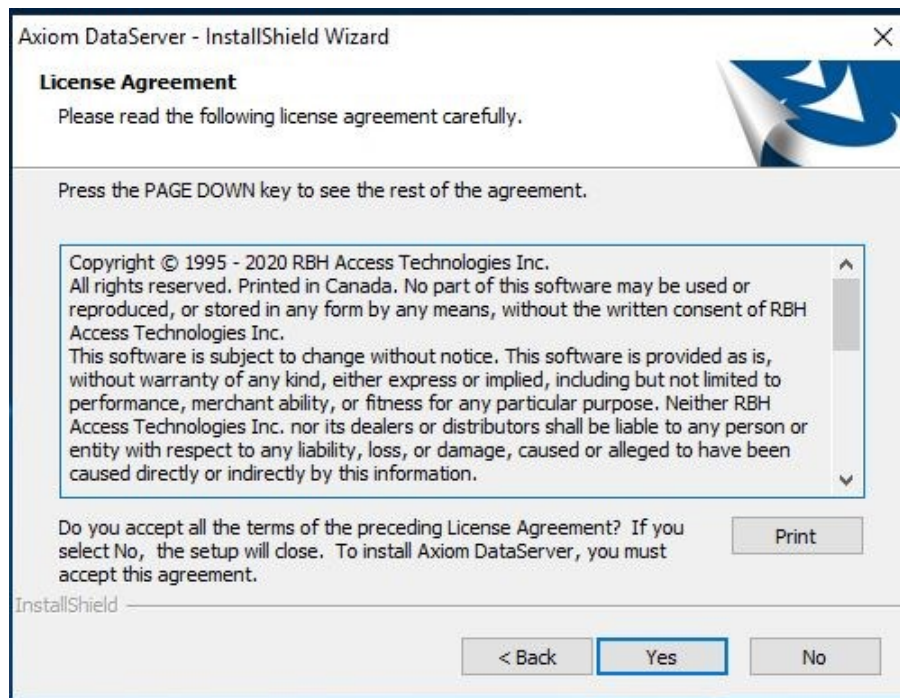 Axiom DataServer - InstallShield Wizard
License Agreement
Please read the following license agreement carefully.
Press the PAGE DOWN key to see the rest of the agreement.
Copyright © 1995 - 2020 RBH Access Technologies Inc.
All rights reserved. Printed in Canada. No part of this software may be used or
reproduced, or stored in any form by any means, without the written consent of RBH
Access Technologies Inc.
This software is subject to change without notice. This software is provided as is,
without warranty of any kind, either express or implied, including but not limited to
performance, merchant ability, or fitness for any particular purpose. Neither RBH
Access Technologies Inc. nor its dealers or distributors shall be liable to any person or
entity with respect to any liability, loss, or damage, caused or alleged to have been
caused directly or indirectly by this information.
Do you accept all the terms of the preceding License Agreement? If you
select No, the setup will close. To install Axiom DataServer, you must
accept this agreement.
Print
InstallShield
< Back
Yes
No